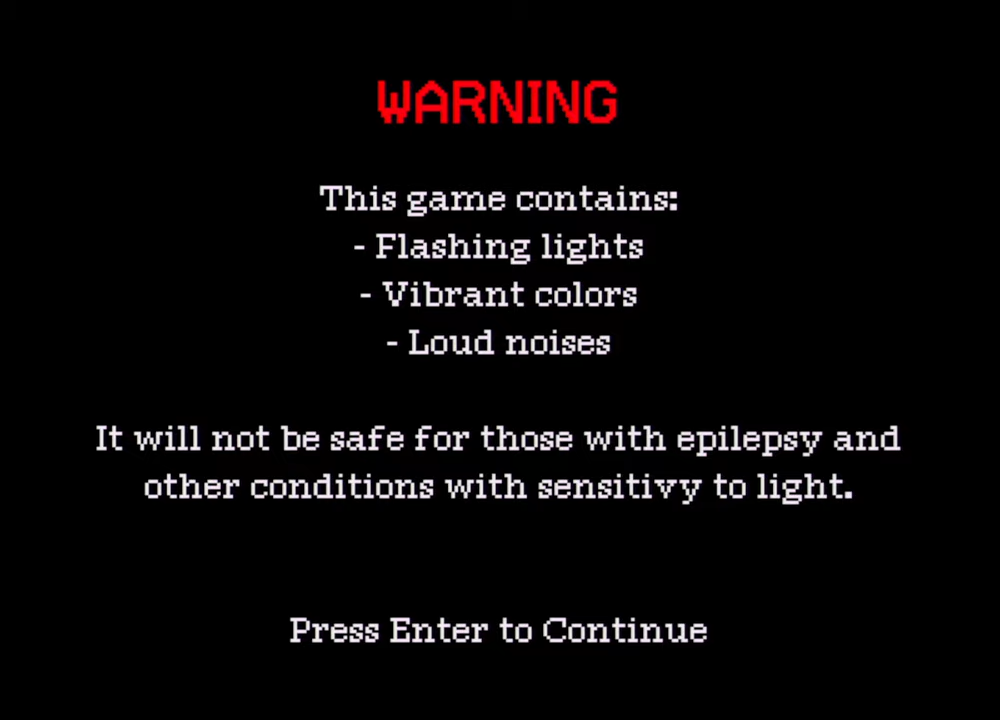 WARNING
This game contains:
- Flashing lights
- Vibrant colors
- Loud noises
It will not be safe for those with epilepsy and
other conditions with sensitivy to light.
Press Enter to Continue